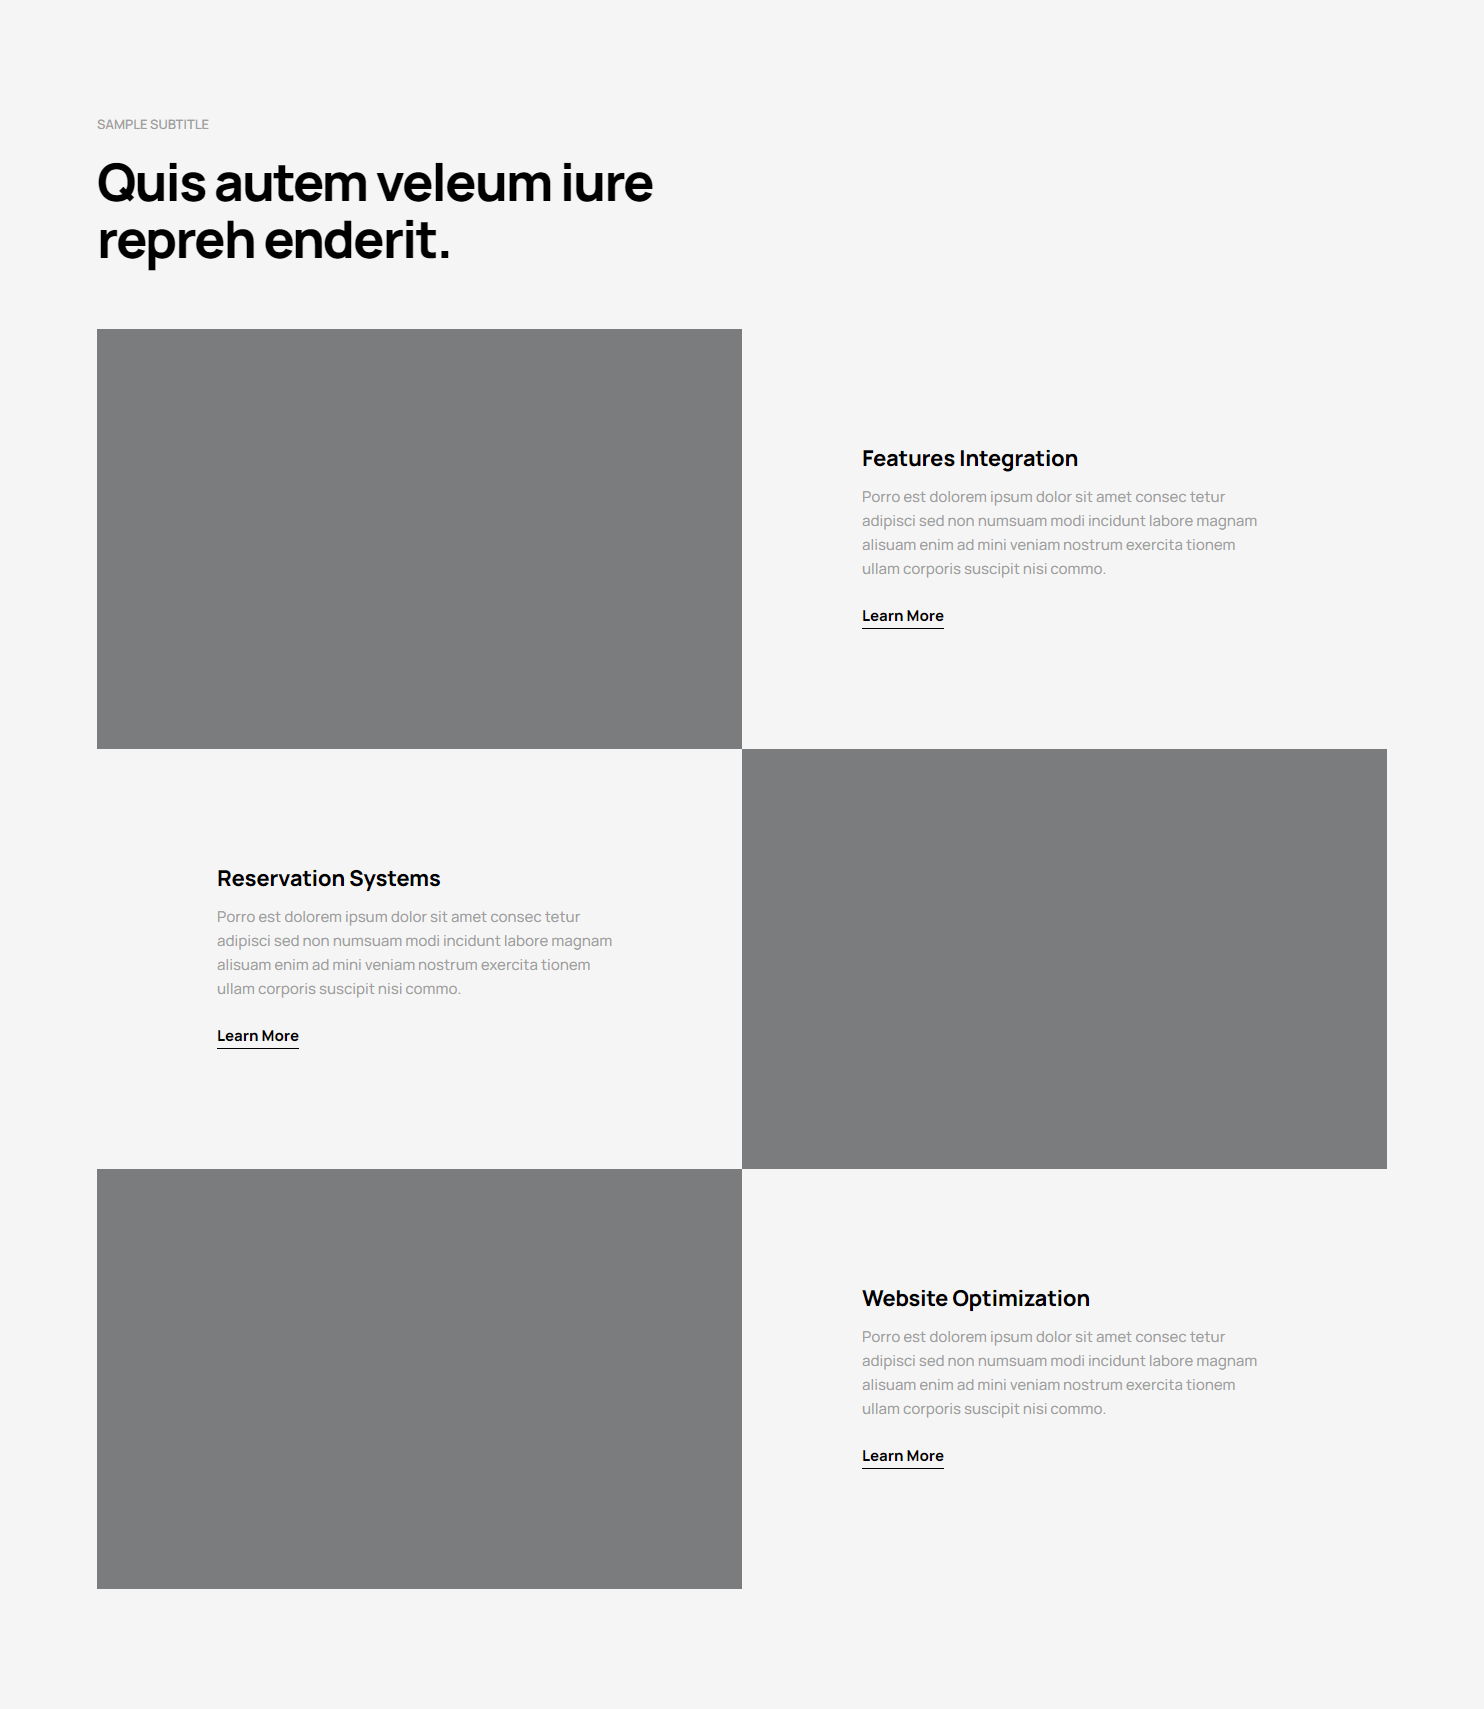 SAMPLE SUBTITLE
Quis autem veleum iure
repreh enderit.
Features Integration
Porro est dolorem ipsum dolor sit amet consec tetur
adipisci sed non numsuam modi incidunt labore magnam
alisuam enim ad mini veniam nostrum exercita tionem
ullam corporis suscipit nisi commo.
Learn More
Reservation Systems
Porro est dolorem ipsum dolor sit amet consec tetur
adipisci sed non numsuam modi incidunt labore magnam
alisuam enim ad mini veniam nostrum exercita tionem
ullam corporis suscipit nisi commo.
Learn More
Website Optimization
Porro est dolorem ipsum dolor sit amet consec tetur
adipisci sed non numsuam modi incidunt labore magnam
alisuam enim ad mini veniam nostrum exercita tionem
ullam corporis suscipit nisi commo.
Learn More